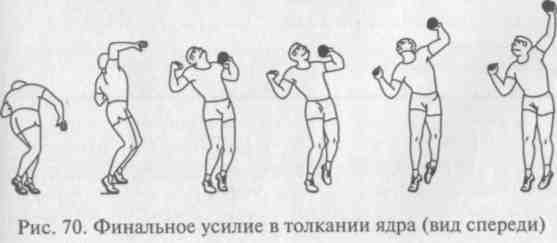 Рис. 70. Финальное усилие в толкании ядра (вид спереди)